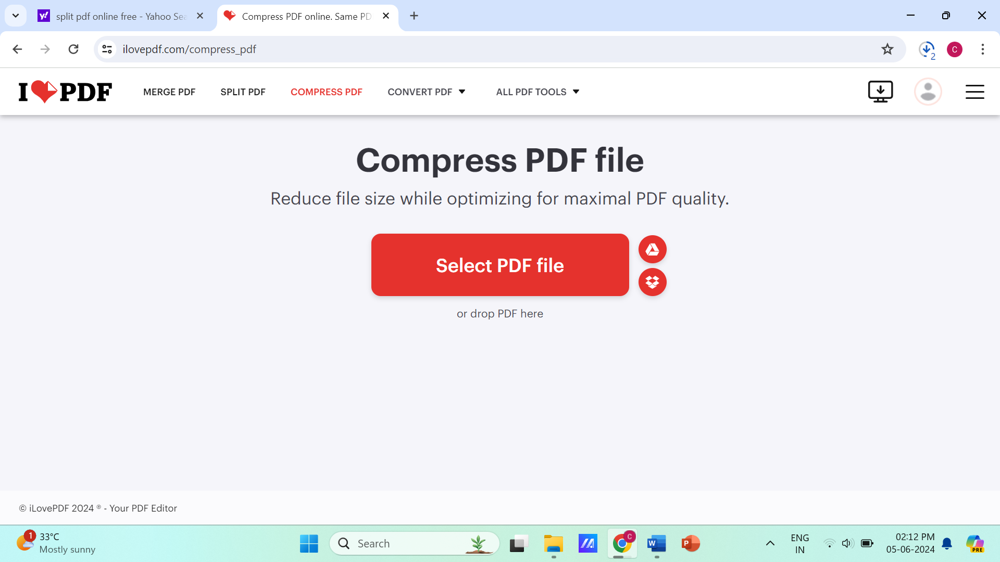 split pdf online free - Yahoo Sea
Compress PDF online. Same PD
ilovepdf.com/compress_pdf
2
C
I PDF
MERGE PDF
SPLIT PDF
COMPRESS PDF
CONVERT PDF
ALL PDF TOOLS
Compress PDF file
Reduce file size while optimizing for maximal PDF quality.
Select PDF file
or drop PDF here
© iLovePDF 2024 ® - Your PDF Editor
1
33°C
Mostly sunny
Search
C
W
P
ENG
IN
02:12 PM
05-06-2024
PRE